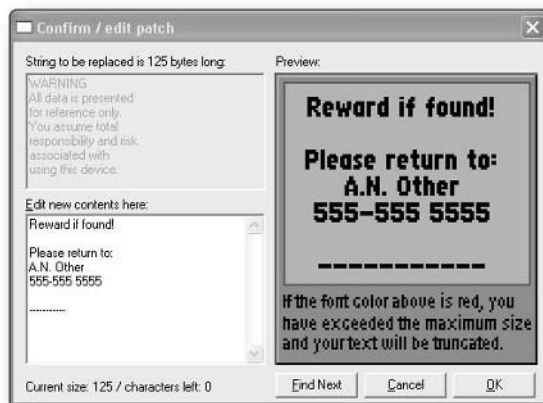 Confirm / edit patch
String to be replaced is 125 bytes long:
WARNING
All data is presented
for reference only.
You assume total
responsibility and risk
associated with
using this device.
Edit new contents here:
Reward if found!
Please return to:
A.N. Other
555-555 5555
-----------
Current size: 125 / characters left: 0
Preview:
Reward if found!
Please return to:
A.N. Other
555-555 5555
-----------
If the font color above is red, you
have exceeded the maximum size
and your text will be truncated.
Find Next
Cancel
OK